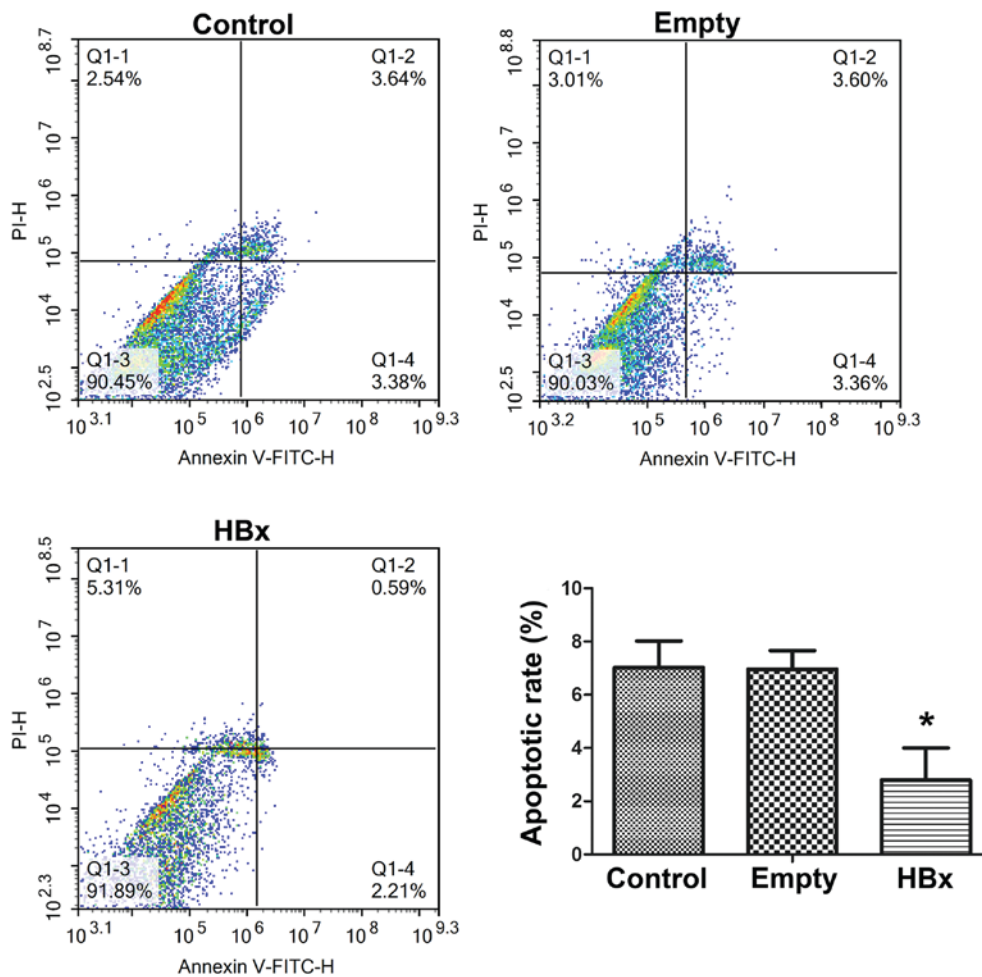 Control
Q1-1
2.54%
Q1-2
3.64%
Q1-3
90.45%
Q1-4
3.38%
PI-H
10^8.7
10^7
10^6
10^5
10^4
10^2.5
10^3.1
10^5
10^6
10^7
10^8
10^9.3
Annexin V-FITC-H
Empty
Q1-1
3.01%
Q1-2
3.60%
Q1-3
90.03%
Q1-4
3.36%
PI-H
10^8.8
10^7
10^6
10^5
10^4
10^2.5
10^3.2
10^5
10^6
10^7
10^8
10^9.3
Annexin V-FITC-H
HBx
Q1-1
5.31%
Q1-2
0.59%
Q1-3
91.89%
Q1-4
2.21%
PI-H
10^8.5
10^7
10^6
10^5
10^4
10^2.3
10^3.1
10^5
10^6
10^7
10^8
10^9.3
Annexin V-FITC-H
Apoptotic rate (%)
10
8
6
4
2
0
*
Control
Empty
HBx